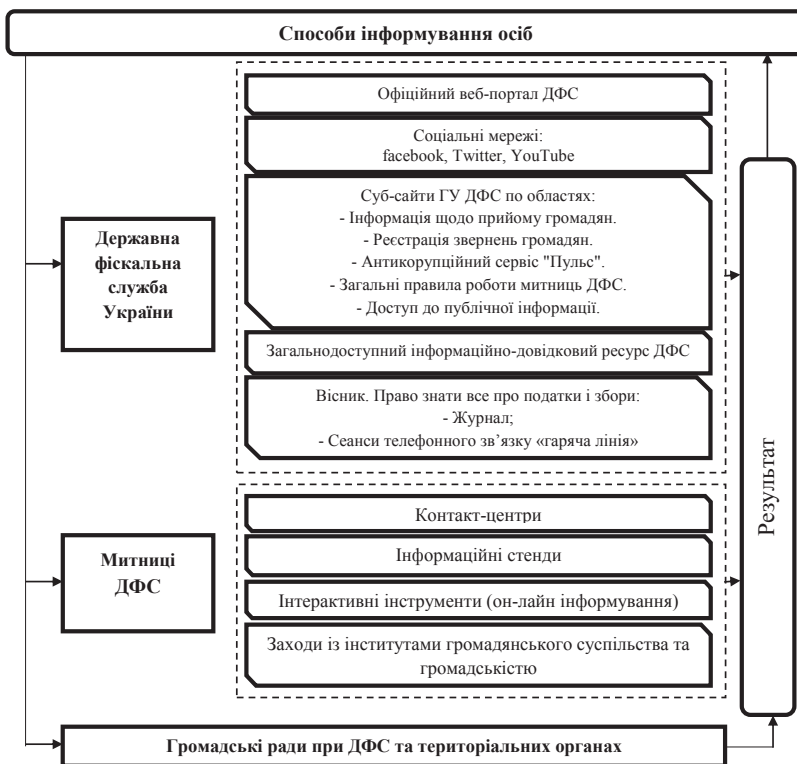 Способи інформування осіб
Офіційний веб-портал ДФС
Соціальні мережі:
facebook, Twitter, YouTube
Суб-сайти ГУ ДФС по областях:
- Інформація щодо прийому громадян.
- Реєстрація звернень громадян.
- Антикорупційний сервіс "Пульс".
- Загальні правила роботи митниць ДФС.
- Доступ до публічної інформації.
Загальнодоступний інформаційно-довідковий ресурс ДФС
Вісник. Право знати все про податки і збори:
- Журнал;
- Сеанси телефонного зв’язку «гаряча лінія»
Державна
фіскальна
служба
України
Контакт-центри
Інформаційні стенди
Інтерактивні інструменти (он-лайн інформування)
Заходи із інститутами громадянського суспільства та
громадськістю
Митниці
ДФС
Результат
Громадські ради при ДФС та територіальних органах